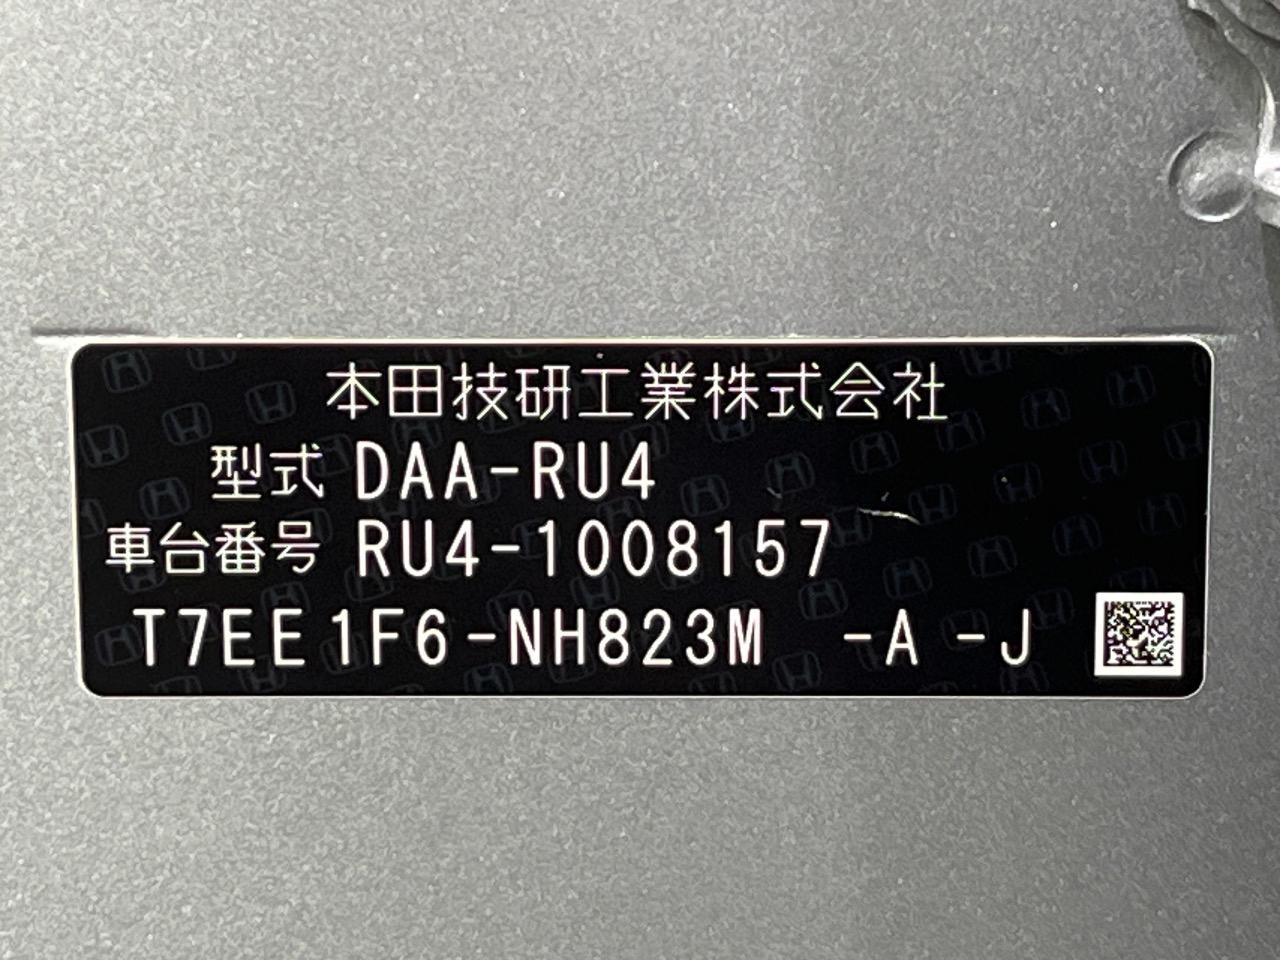 本田技研工業株式会社
型式 DAA-RU4
車台番号 RU4-1008157
T7EE1F6-NH823M -A -J